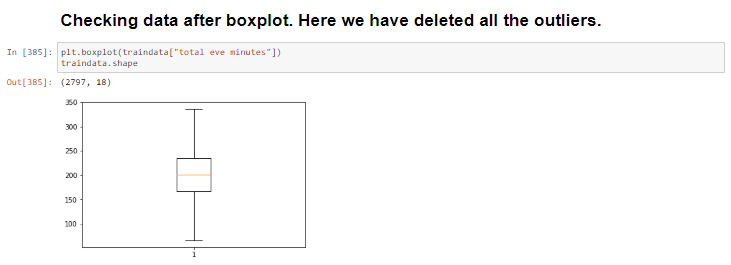 Checking data after boxplot. Here we have deleted all the outliers.
In [385]: plt.boxplot(traindata["total eve minutes"])
traindata.shape
Out[385]: (2797, 18)
350
300
250
200
150
100
1